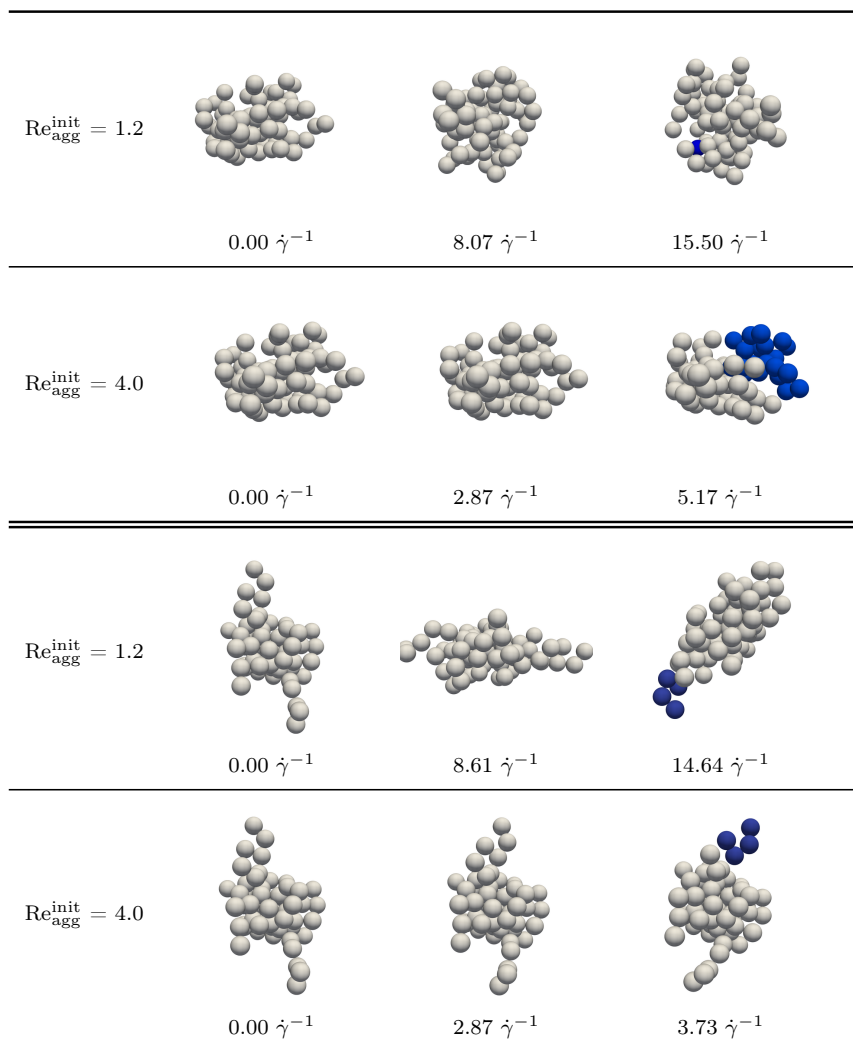 Re_agg^init = 1.2
0.00 γ̇⁻¹ 8.07 γ̇⁻¹ 15.50 γ̇⁻¹
Re_agg^init = 4.0
0.00 γ̇⁻¹ 2.87 γ̇⁻¹ 5.17 γ̇⁻¹
Re_agg^init = 1.2
0.00 γ̇⁻¹ 8.61 γ̇⁻¹ 14.64 γ̇⁻¹
Re_agg^init = 4.0
0.00 γ̇⁻¹ 2.87 γ̇⁻¹ 3.73 γ̇⁻¹